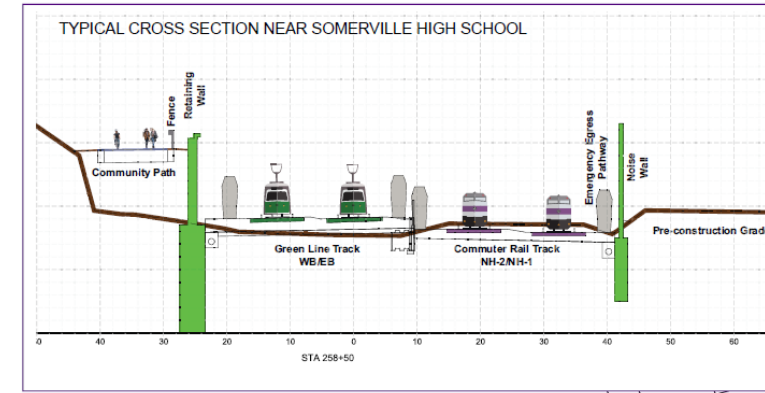 TYPICAL CROSS SECTION NEAR SOMERVILLE HIGH SCHOOL
Fence
Retaining
Wall
Community Path
Emergency Egress
Pathway
Noise
Wall
Green Line Track
WB/EB
Commuter Rail Track
NH-2/NH-1
Pre-construction Grad
0 40 30 20 10 0 10 20 30 40 50 60
STA 258+50